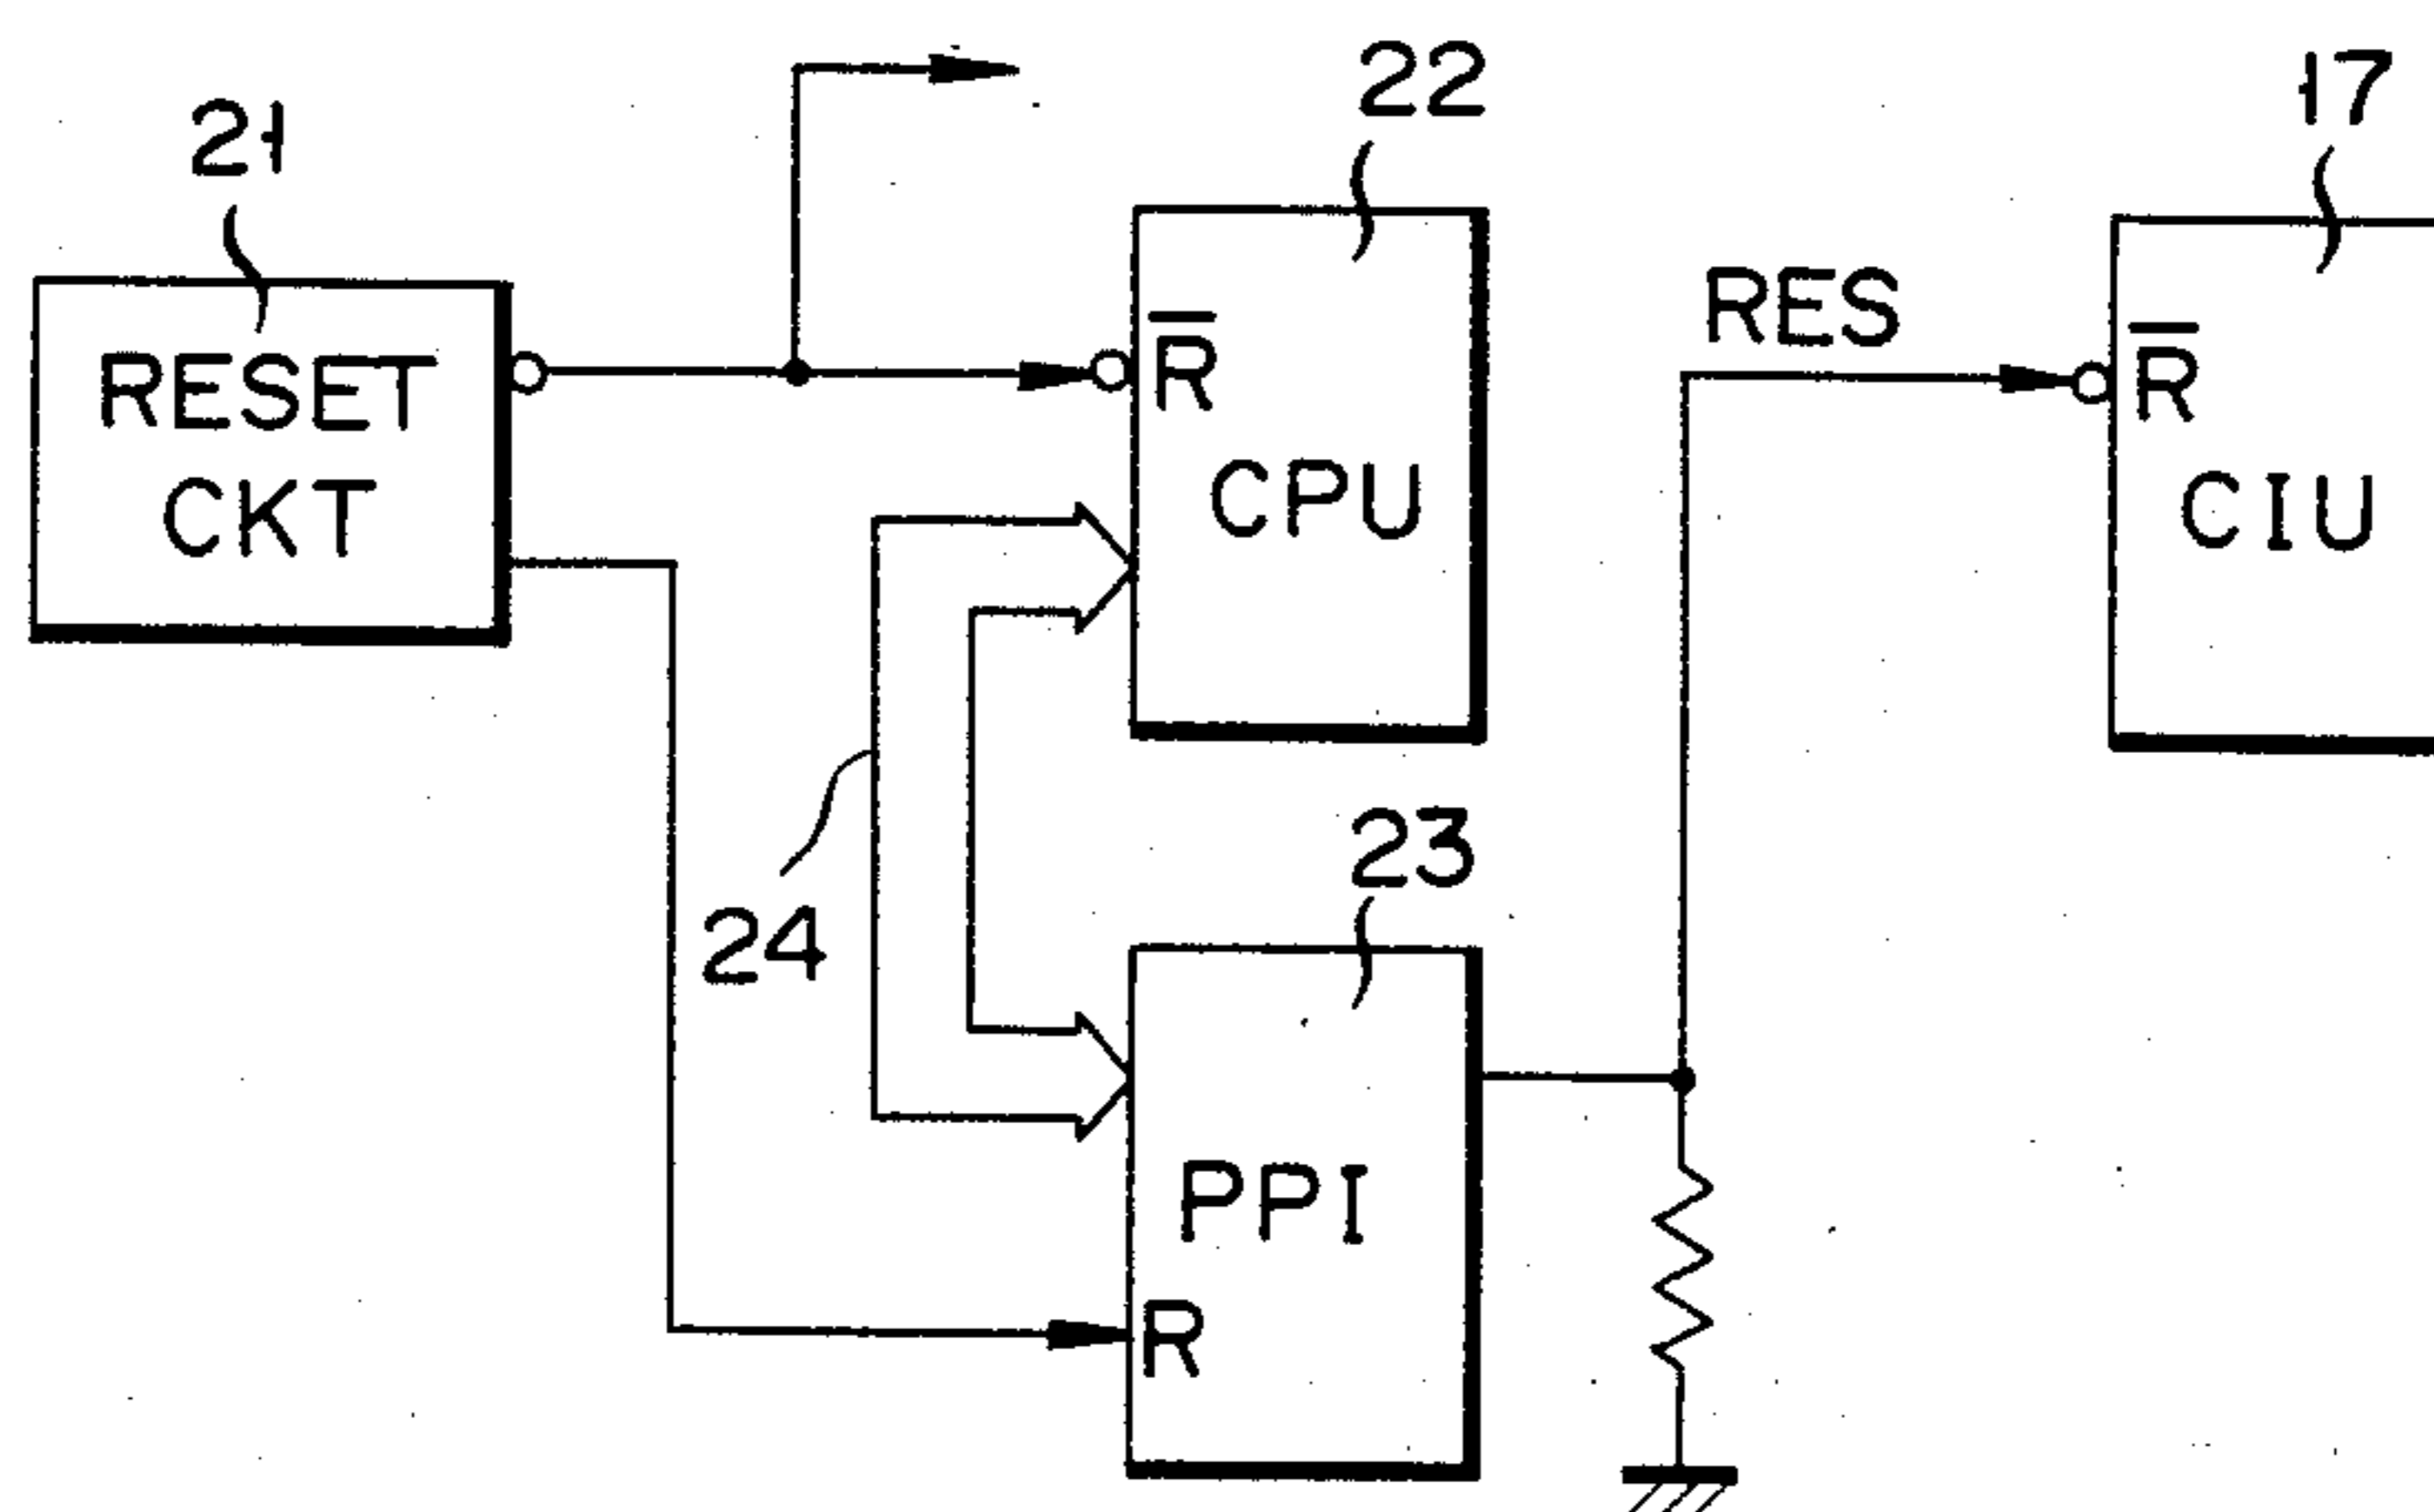 21
RESET
CKT
22
R̅
CPU
17
RES
R̅
CIU
24
23
PPI
R